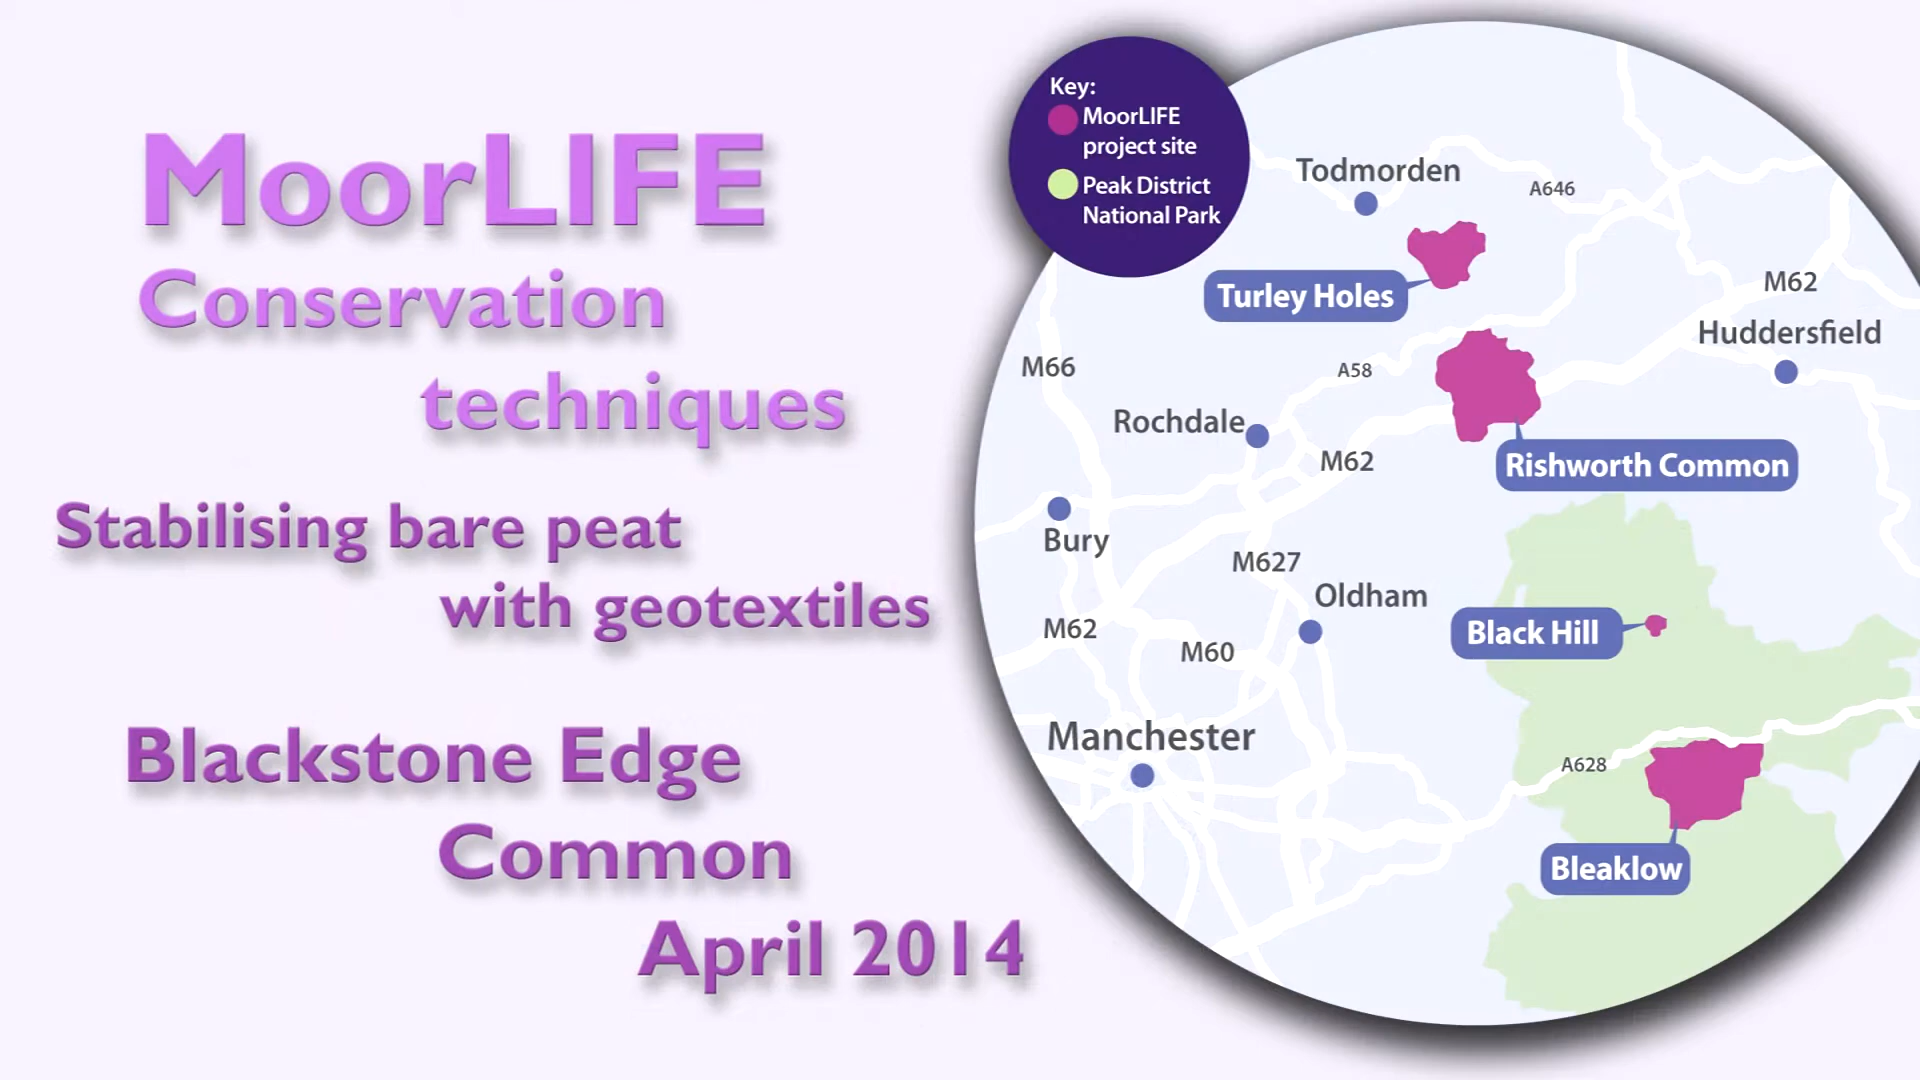 MoorLIFE
Conservation
techniques
Stabilising bare peat
with geotextiles
Blackstone Edge
Common
April 2014
Key:
MoorLIFE
project site
Peak District
National Park
Todmorden
A646
Turley Holes
M62
Huddersfield
M66
A58
Rochdale
M62
Rishworth Common
Bury
M627
Oldham
M62
M60
Black Hill
Manchester
A628
Bleaklow